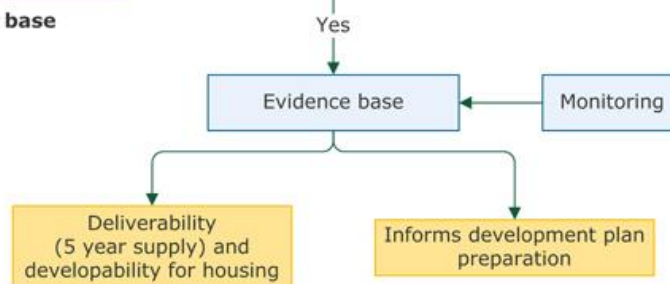 base
Yes
Evidence base
Monitoring
Deliverability
(5 year supply) and
developability for housing
Informs development plan
preparation